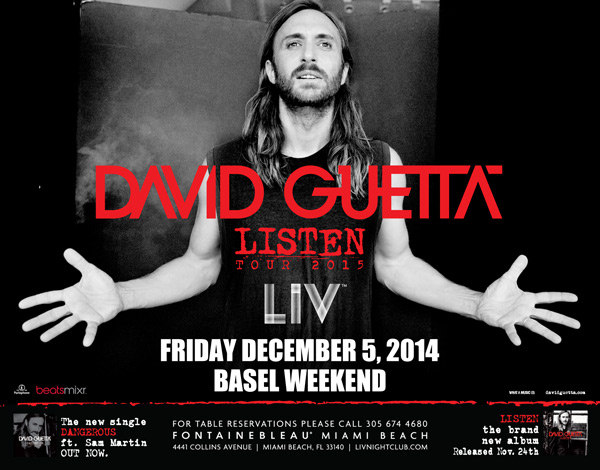 DAVID GUETTA
LISTEN
TOUR 2015
LIV™
FRIDAY DECEMBER 5, 2014
BASEL WEEKEND
Parlophone
beatsmixr.
davidguetta.com
The new single
DANGEROUS
ft. Sam Martin
OUT NOW.
FOR TABLE RESERVATIONS PLEASE CALL 305 674 4680
FONTAINEBLEAU® MIAMI BEACH
4441 COLLINS AVENUE | MIAMI BEACH, FL 33140 | LIVNIGHTCLUB.COM
LISTEN
the brand
new album
Released Nov. 24th